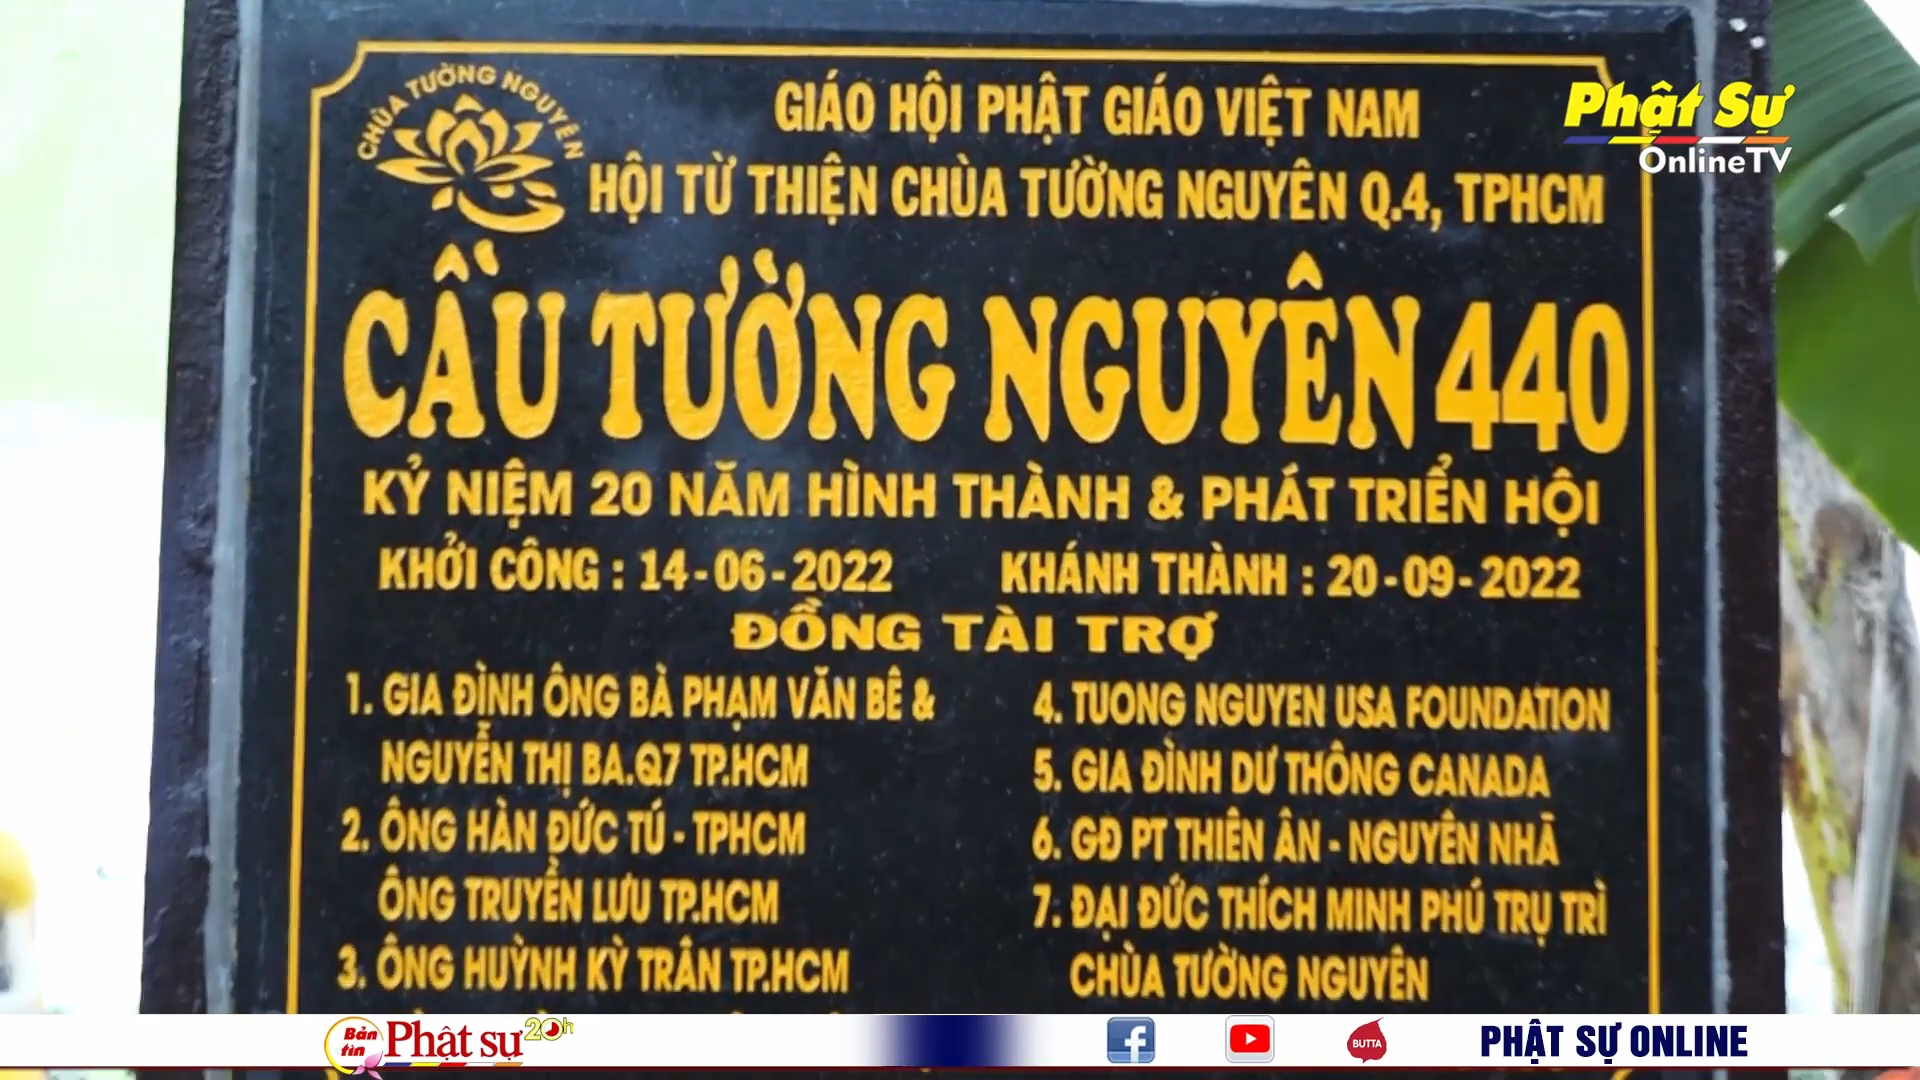 CHÙA TƯỜNG NGUYÊN
GIÁO HỘI PHẬT GIÁO VIỆT NAM
HỘI TỪ THIỆN CHÙA TƯỜNG NGUYÊN Q.4, TPHCM
CẦU TƯỜNG NGUYÊN 440
KỶ NIỆM 20 NĂM HÌNH THÀNH & PHÁT TRIỂN HỘI
KHỞI CÔNG : 14-06-2022 KHÁNH THÀNH : 20-09-2022
ĐỒNG TÀI TRỢ
1. GIA ĐÌNH ÔNG BÀ PHẠM VĂN BÊ &
NGUYỄN THỊ BA.Q7 TP.HCM
2. ÔNG HÀN ĐỨC TÚ - TPHCM
ÔNG TRUYỀN LƯU TP.HCM
3. ÔNG HUỲNH KỲ TRÂN TP.HCM
4. TUONG NGUYEN USA FOUNDATION
5. GIA ĐÌNH DƯ THÔNG CANADA
6. GĐ PT THIÊN ÂN - NGUYÊN NHÃ
7. ĐẠI ĐỨC THÍCH MINH PHÚ TRỤ TRÌ
CHÙA TƯỜNG NGUYÊN
Phật Sự
OnlineTV
Bản tin Phật sự 20h
BUTTA
PHẬT SỰ ONLINE